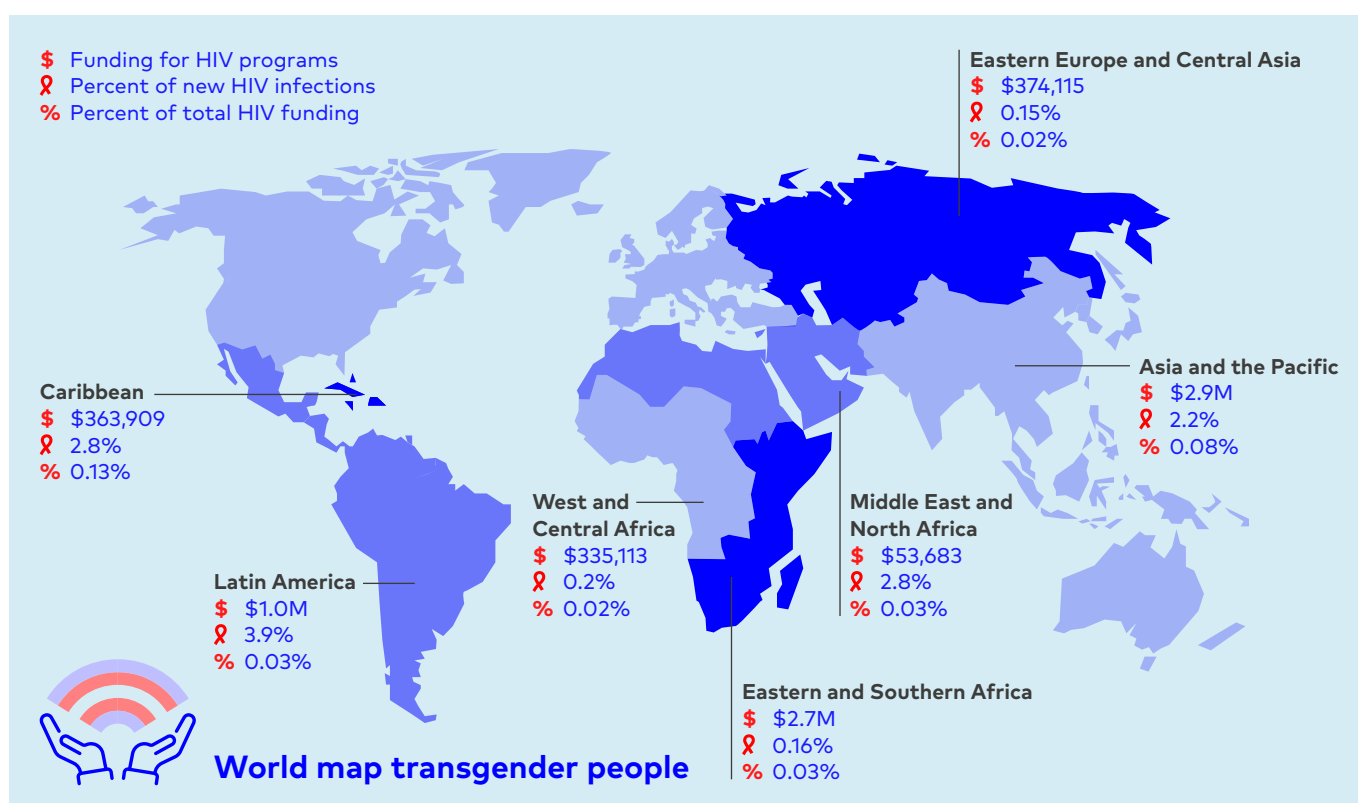 $ Funding for HIV programs
Percent of new HIV infections
% Percent of total HIV funding
Eastern Europe and Central Asia
$ $374,115
0.15%
% 0.02%
Asia and the Pacific
$ $2.9M
2.2%
% 0.08%
Caribbean
$ $363,909
2.8%
% 0.13%
West and
Central Africa
$ $335,113
0.2%
% 0.02%
Middle East and
North Africa
$ $53,683
2.8%
% 0.03%
Latin America
$ $1.0M
3.9%
% 0.03%
Eastern and Southern Africa
$ $2.7M
0.16%
% 0.03%
World map transgender people